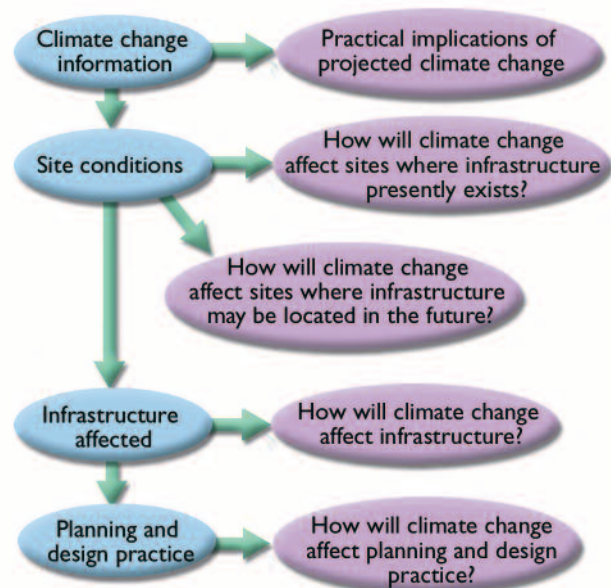 Climate change
information
Practical implications of
projected climate change
Site conditions
How will climate change
affect sites where infrastructure
presently exists?
How will climate change
affect sites where infrastructure
may be located in the future?
Infrastructure
affected
How will climate change
affect infrastructure?
Planning and
design practice
How will climate change
affect planning and design
practice?